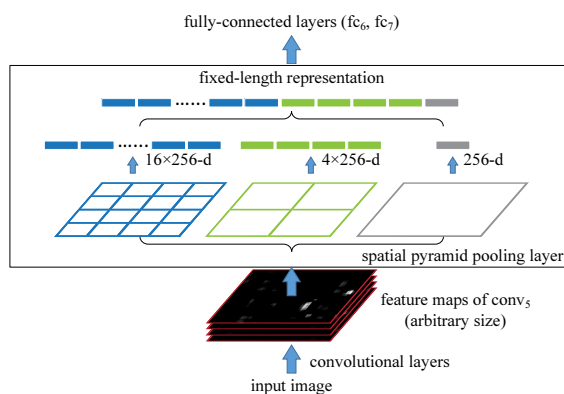 fully-connected layers (fc6, fc7)
fixed-length representation
......
......
16×256-d
4×256-d
256-d
spatial pyramid pooling layer
feature maps of conv5
(arbitrary size)
convolutional layers
input image